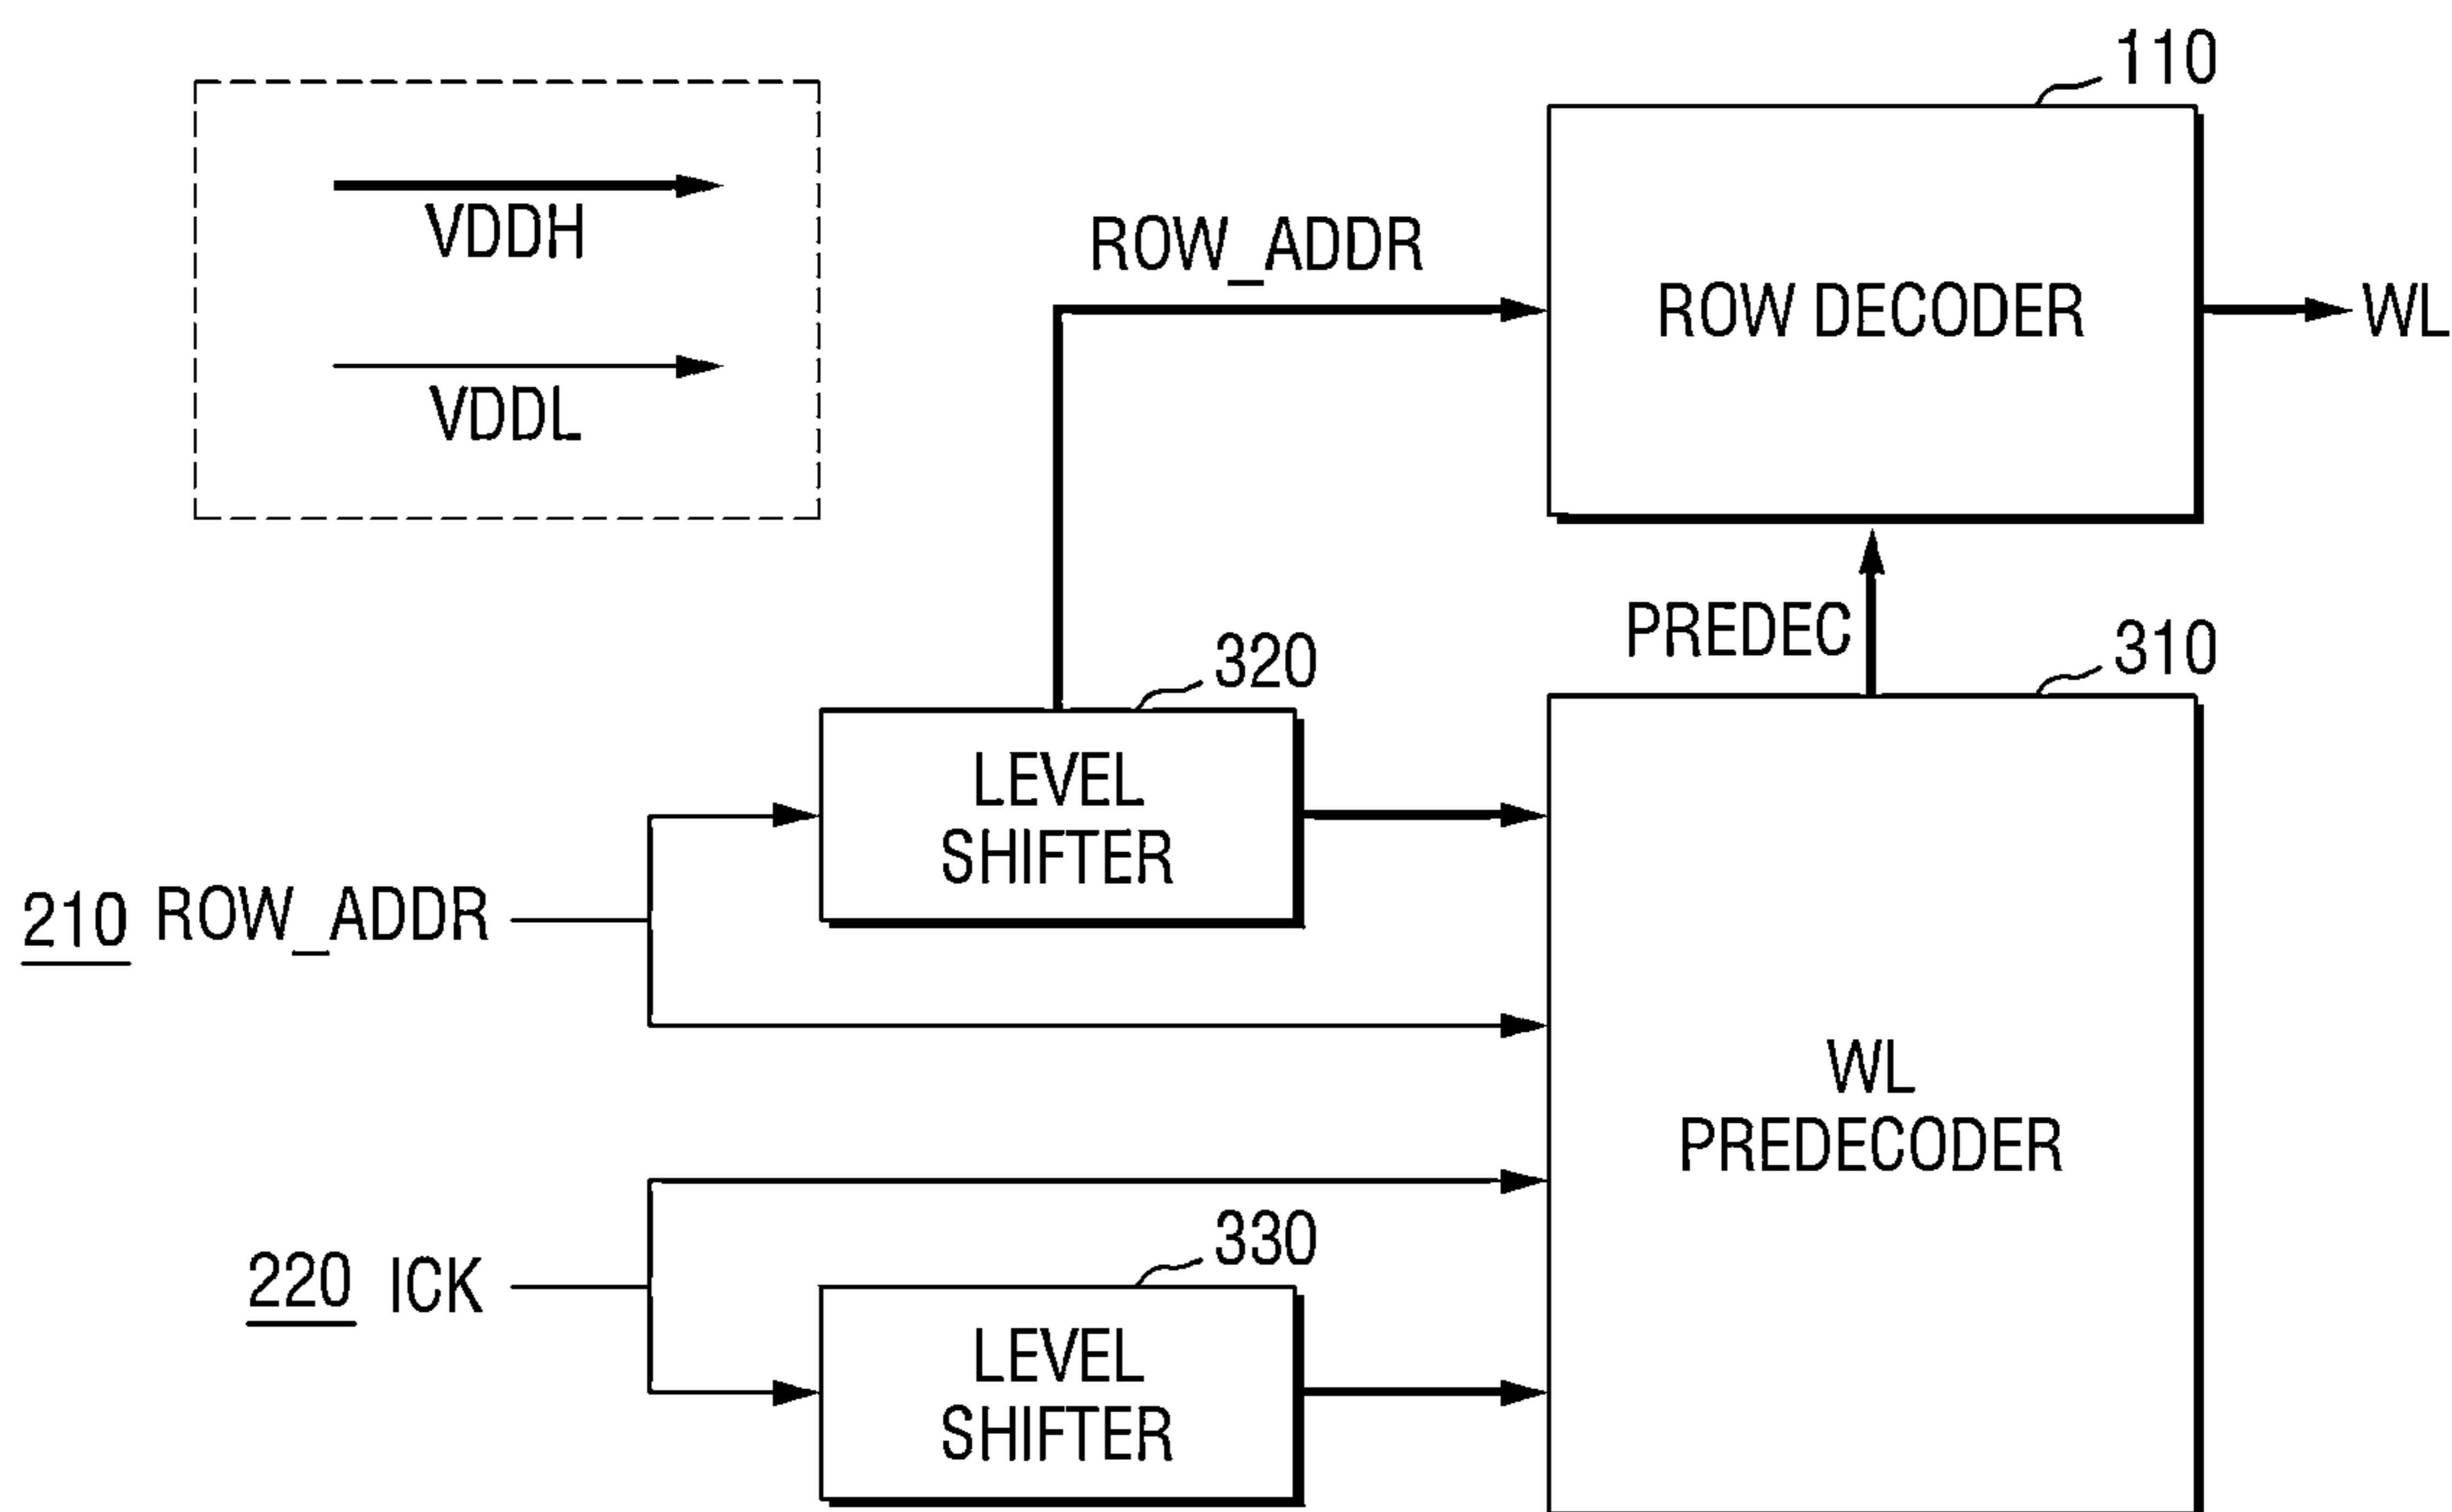 110
VDDH
ROW_ADDR
ROW DECODER
WL
VDDL
PREDEC
320
310
LEVEL
SHIFTER
210 ROW_ADDR
WL
PREDECODER
330
220 ICK
LEVEL
SHIFTER